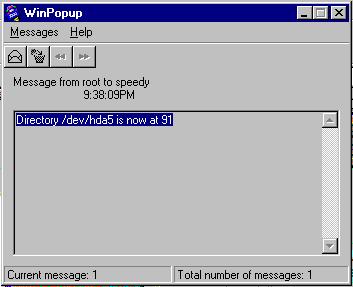 WinPopup
Messages Help
Message from root to speedy
9:38:09PM
Directory /dev/hda5 is now at 91
Current message: 1 Total number of messages: 1